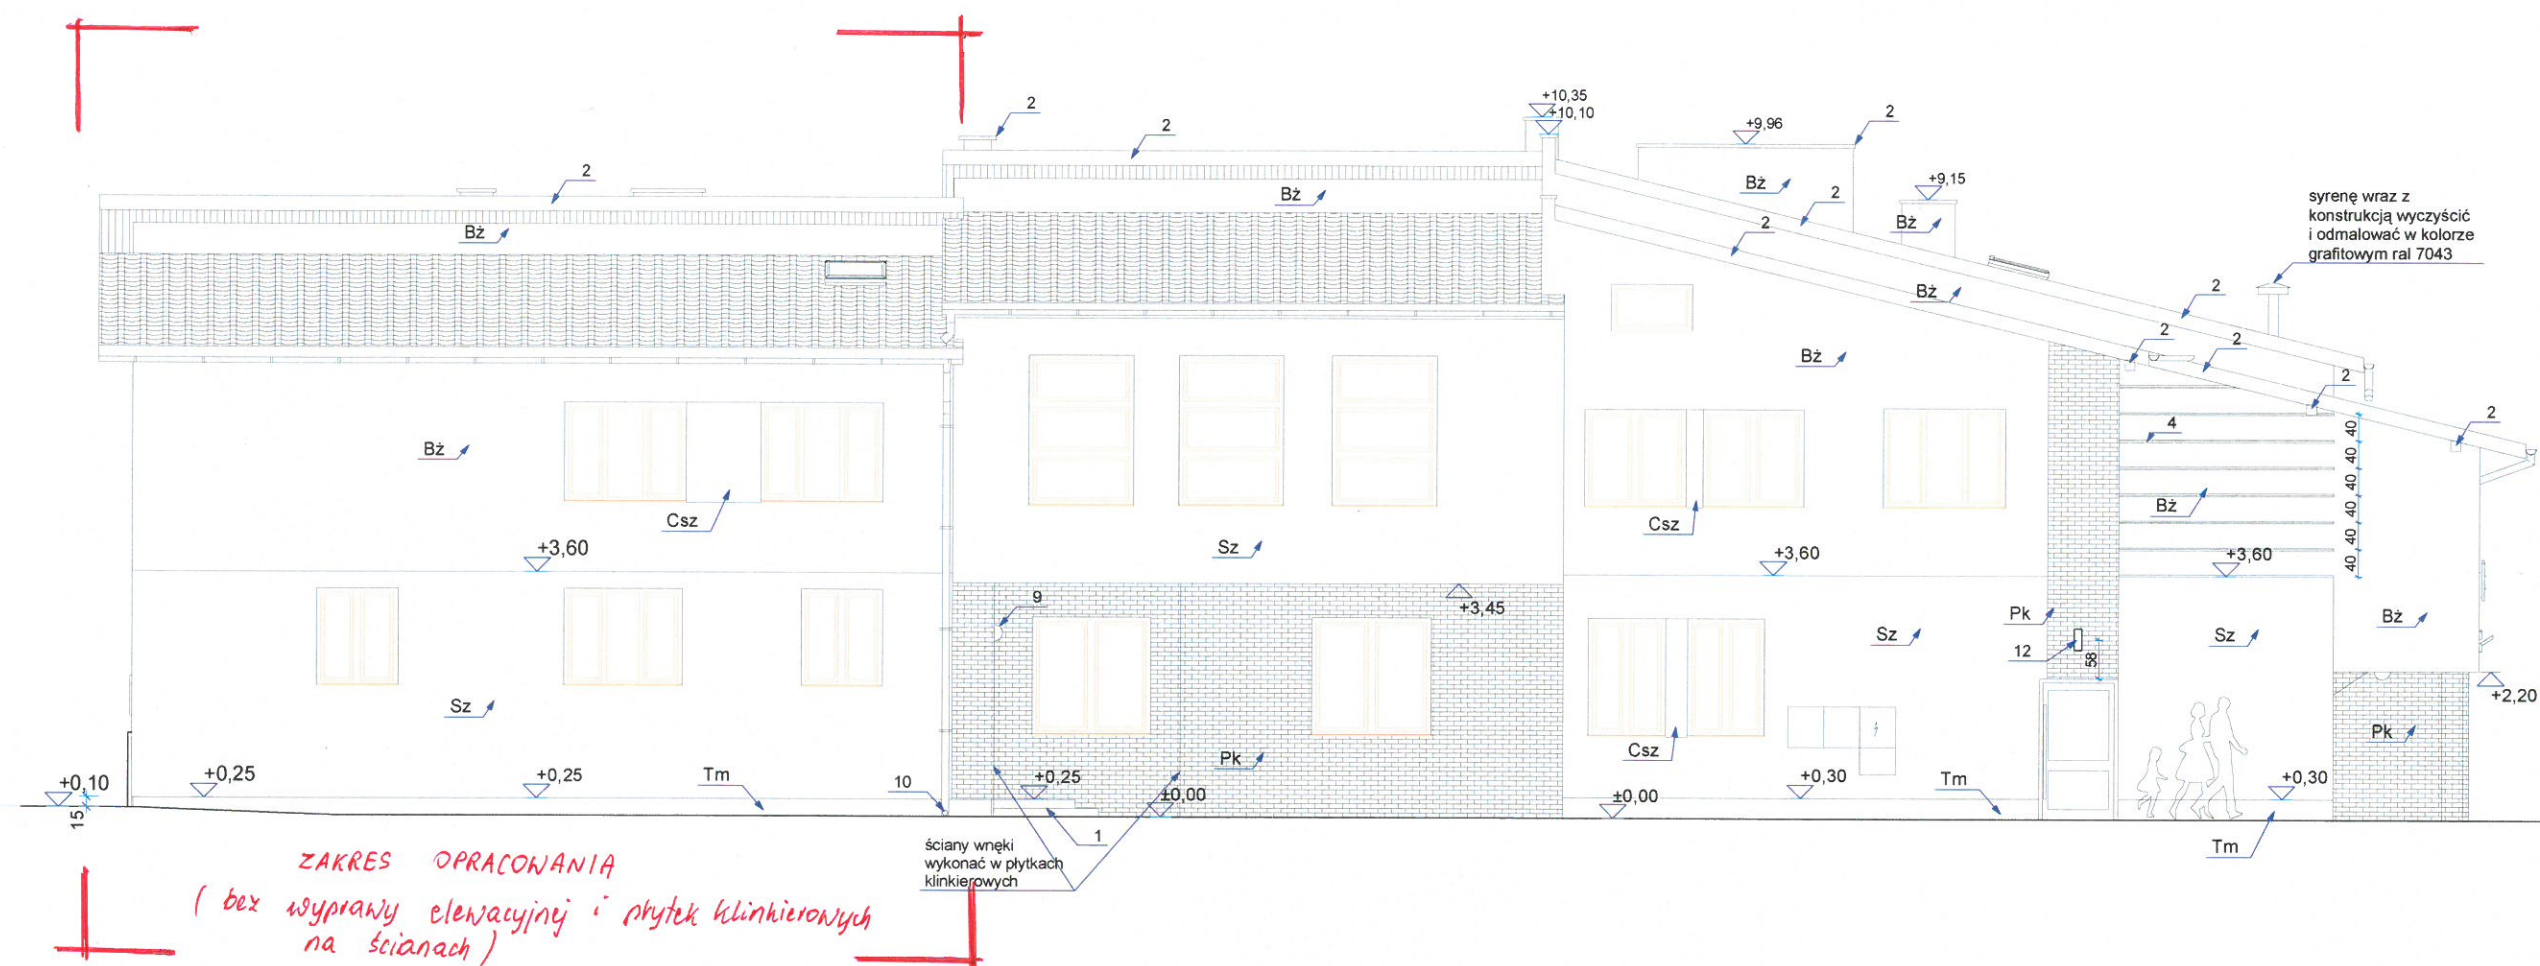 +10,35
+10,10
2
2
+9,96
2
2
Bż
Bż
2
+9,15
syrenę wraz z
konstrukcją wyczyścić
i odmalować w kolorze
grafitowym ral 7043
Bż
2
Bż
Bż
2
2
2
Bż
2
2
4
40
40
40
40
40
40
Bż
Csz
Csz
Bż
Sz
+3,60
+3,60
+3,60
9
+3,45
Pk
Bż
Sz
Sz
12
58
Sz
+2,20
Pk
Csz
Pk
+0,10
+0,25
+0,25
Tm
10
+0,25
±0,00
±0,00
+0,30
Tm
+0,30
15
1
Tm
ściany wnęki
wykonać w płytkach
klinkierowych
ZAKRES OPRACOWANIA
( bez wyprawy elewacyjnej i płytek klinkierowych
na ścianach )